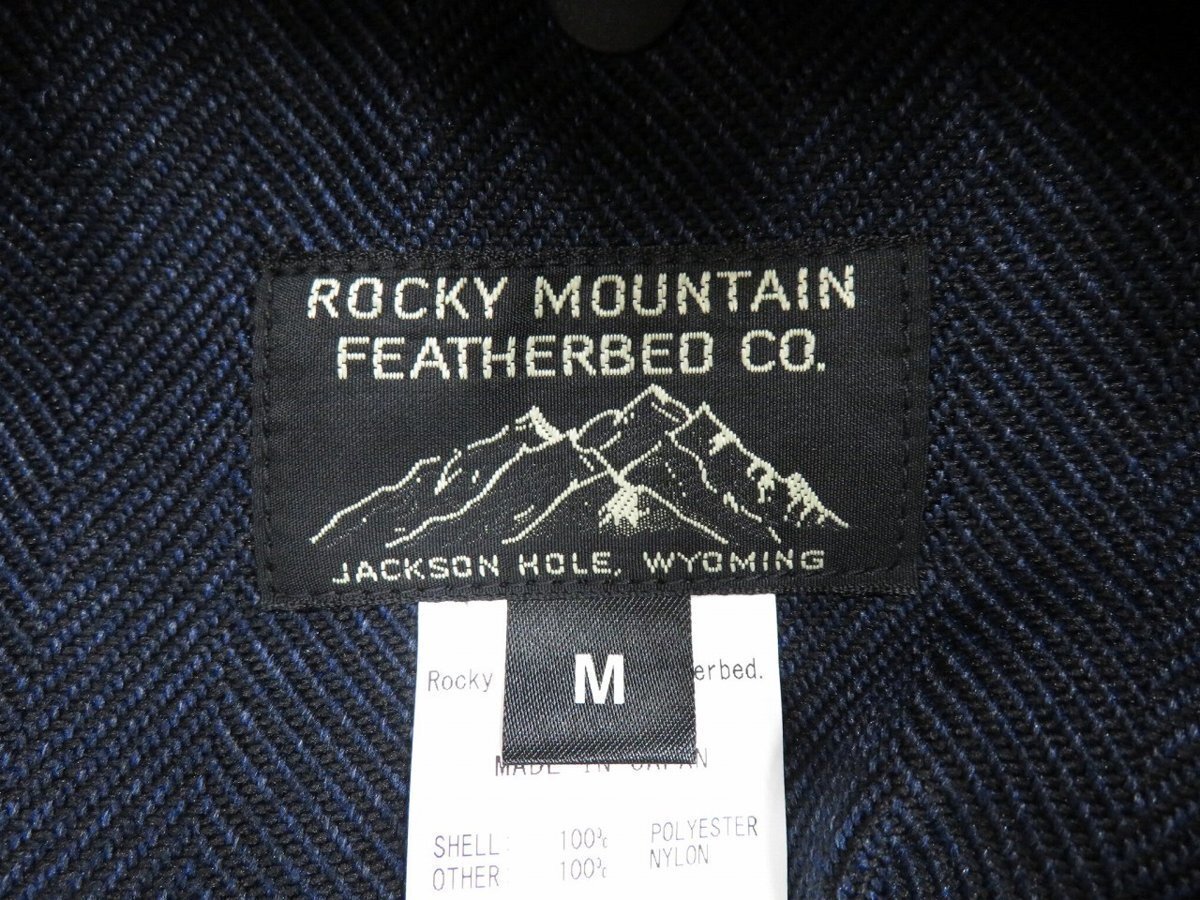 ROCKY MOUNTAIN
FEATHERBED CO.
JACKSON HOLE, WYOMING
M
Rocky erbed.
MADE IN JAPAN
SHELL: 100% POLYESTER
OTHER: 100% NYLON